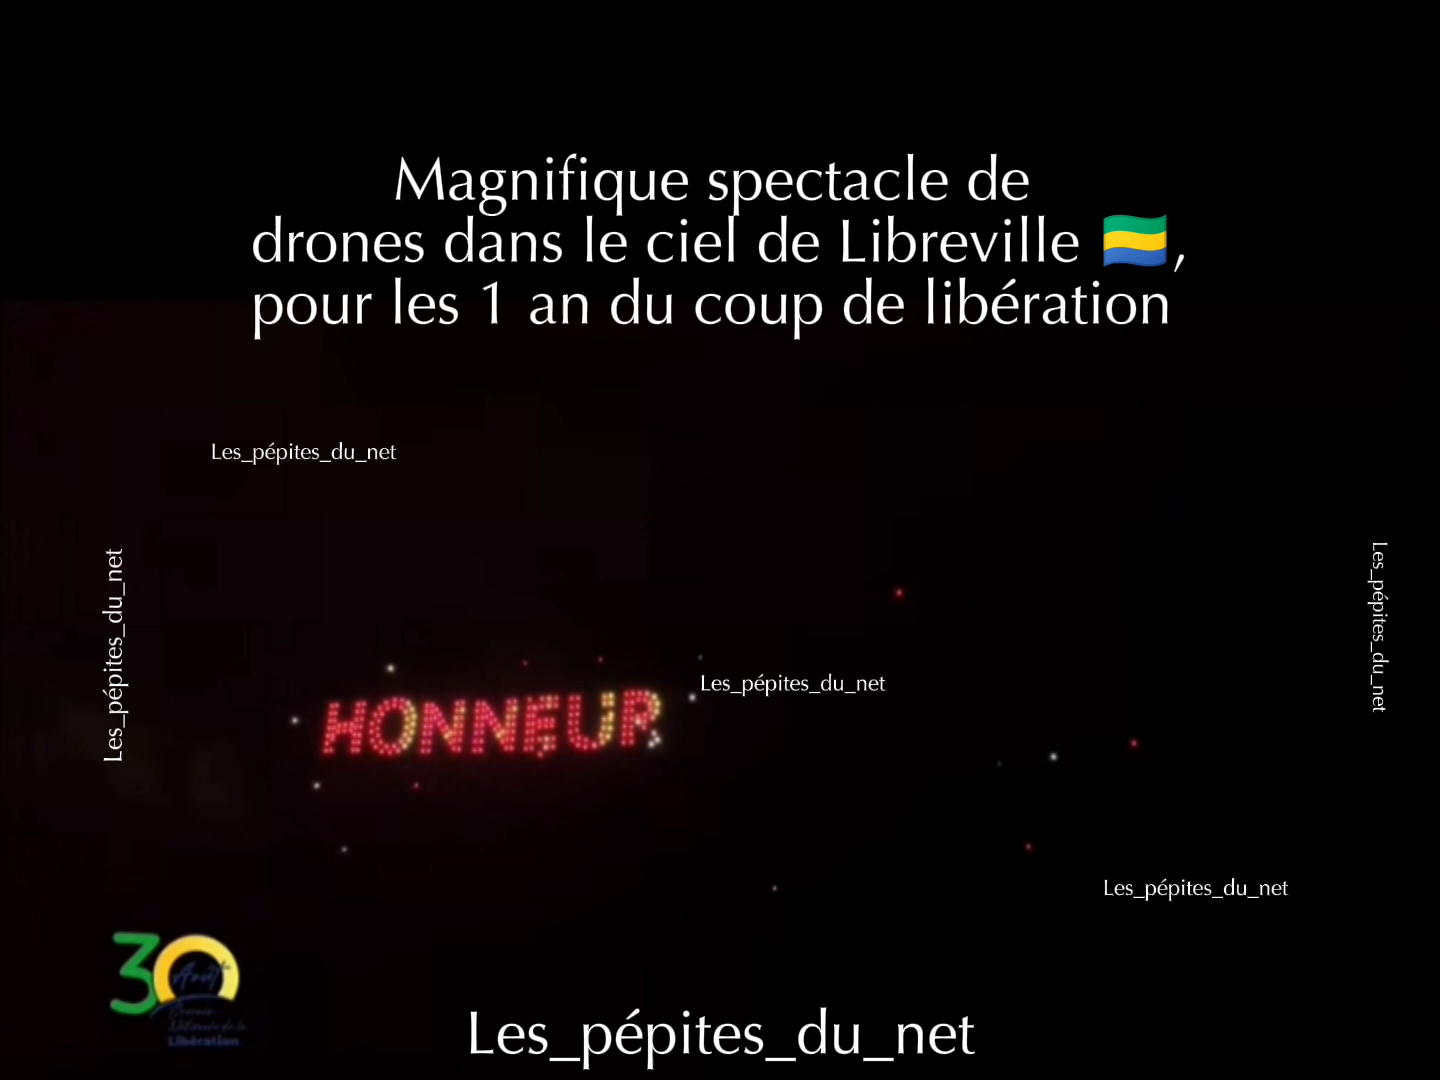 Magnifique spectacle de
drones dans le ciel de Libreville 🇬🇦,
pour les 1 an du coup de libération
Les_pépites_du_net
Les_pépites_du_net
Les_pépites_du_net
Les_pépites_du_net
HONNEUR
Les_pépites_du_net
30
Août
Libération
Les_pépites_du_net